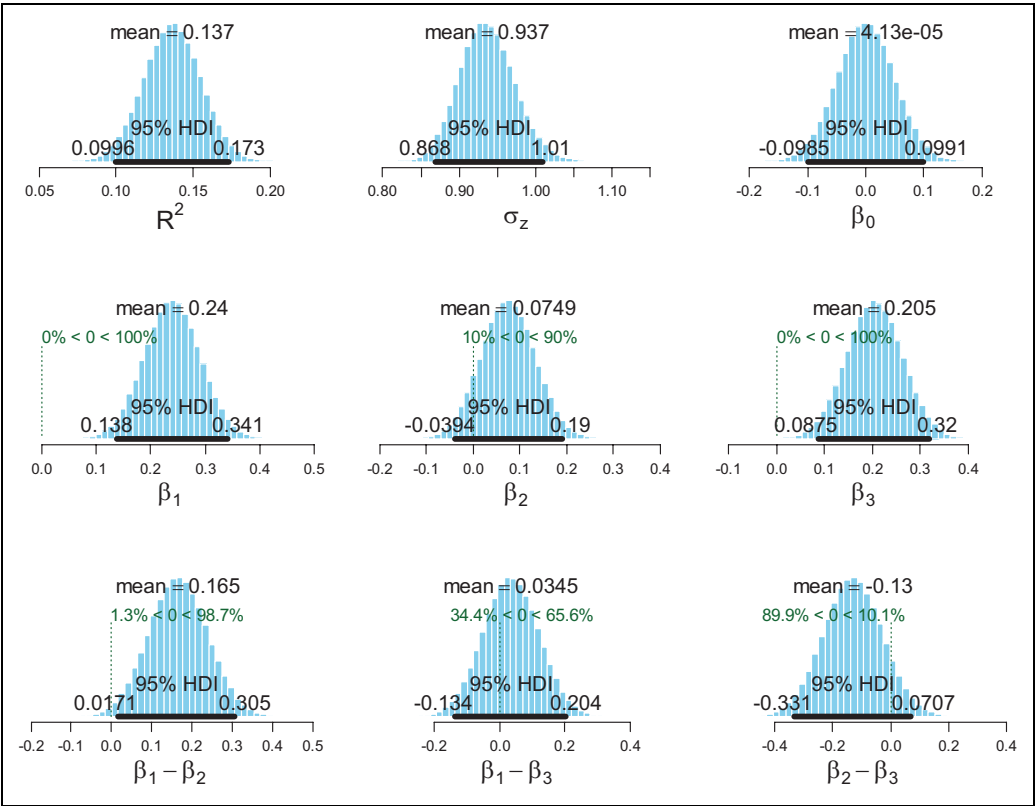 mean = 0.137
95% HDI
0.0996 0.173
0.05 0.10 0.15 0.20
R²
mean = 0.937
95% HDI
0.868 1.01
0.80 0.90 1.00 1.10
σz
mean = 4.13e-05
95% HDI
-0.0985 0.0991
-0.2 -0.1 0.0 0.1 0.2
β0
mean = 0.24
0% < 0 < 100%
95% HDI
0.138 0.341
0.0 0.1 0.2 0.3 0.4 0.5
β1
mean = 0.0749
10% < 0 < 90%
95% HDI
-0.0394 0.19
-0.2 -0.1 0.0 0.1 0.2 0.3 0.4
β2
mean = 0.205
0% < 0 < 100%
95% HDI
0.0875 0.32
-0.1 0.0 0.1 0.2 0.3 0.4
β3
mean = 0.165
1.3% < 0 < 98.7%
95% HDI
0.0171 0.305
-0.2 -0.1 0.0 0.1 0.2 0.3 0.4 0.5
β1 − β2
mean = 0.0345
34.4% < 0 < 65.6%
95% HDI
-0.134 0.204
-0.2 0.0 0.2 0.4
β1 − β3
mean = -0.13
89.9% < 0 < 10.1%
95% HDI
-0.331 0.0707
-0.4 -0.2 0.0 0.2 0.4
β2 − β3